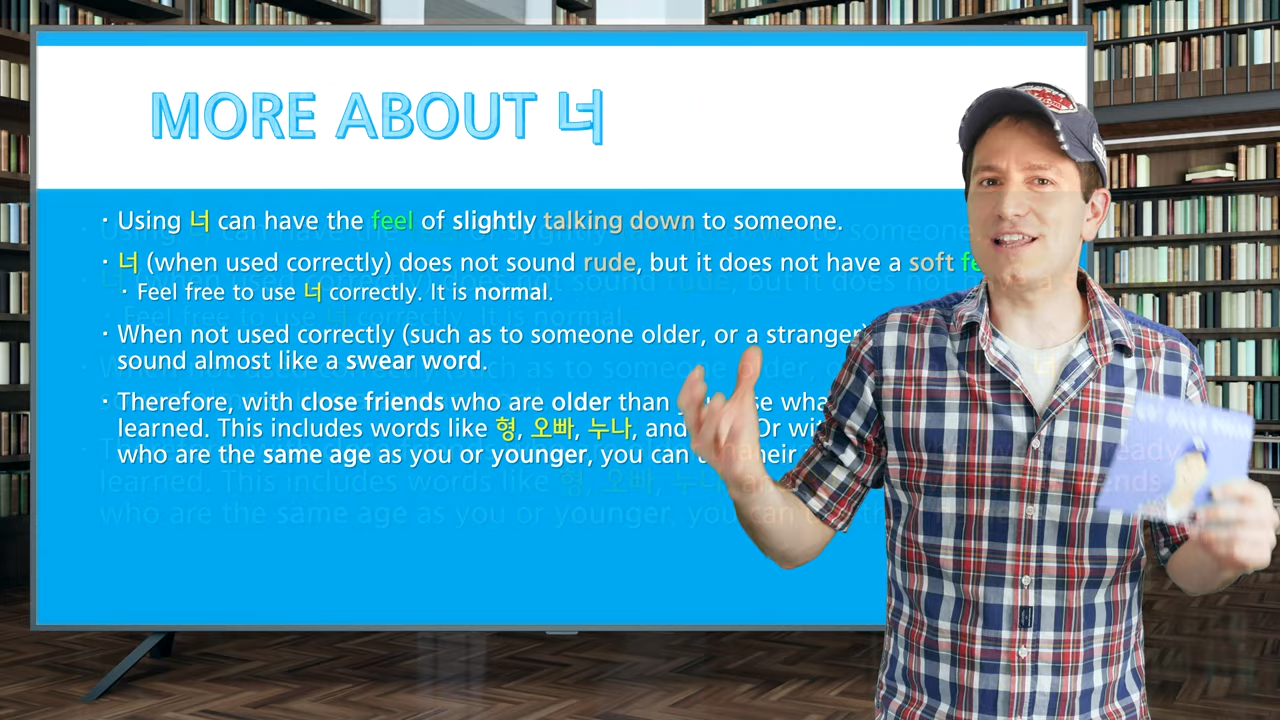 MORE ABOUT 너
· Using 너 can have the feel of slightly talking down to someone.
· 너 (when used correctly) does not sound rude, but it does not have a soft
· Feel free to use 너 correctly. It is normal.
· When not used correctly (such as to someone older, or a stranger)
sound almost like a swear word.
· Therefore, with close friends who are older than
learned. This includes words like 형, 오빠, 누나, and
who are the same age as you or younger, you can